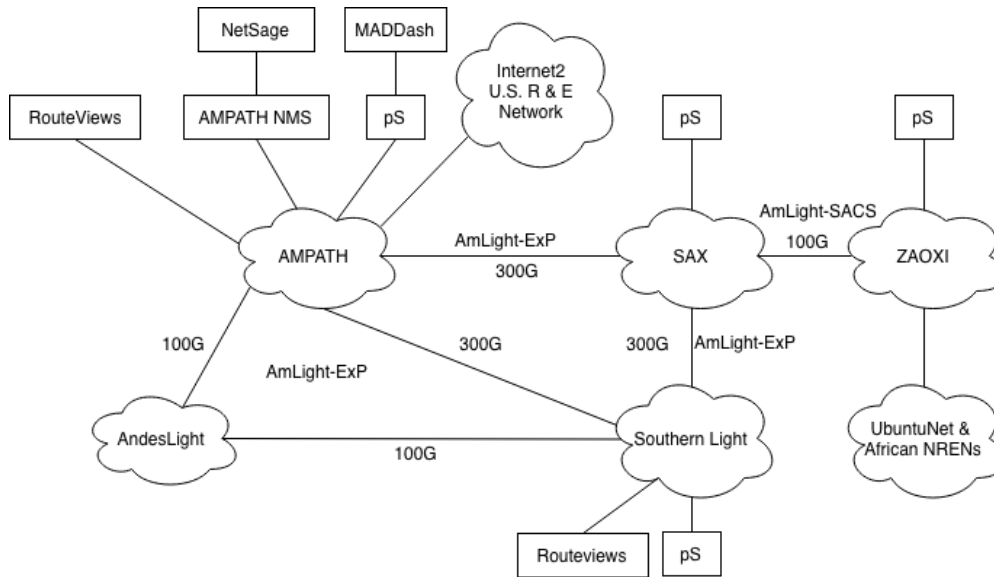 NetSage
MADDash
Internet2
U.S. R & E
Network
RouteViews
AMPATH NMS
pS
pS
pS
AmLight-SACS
AmLight-ExP
100G
AMPATH
SAX
ZAOXI
300G
100G
300G
300G
AmLight-ExP
AmLight-ExP
AndesLight
Southern Light
UbuntuNet &
African NRENs
100G
Routeviews
pS